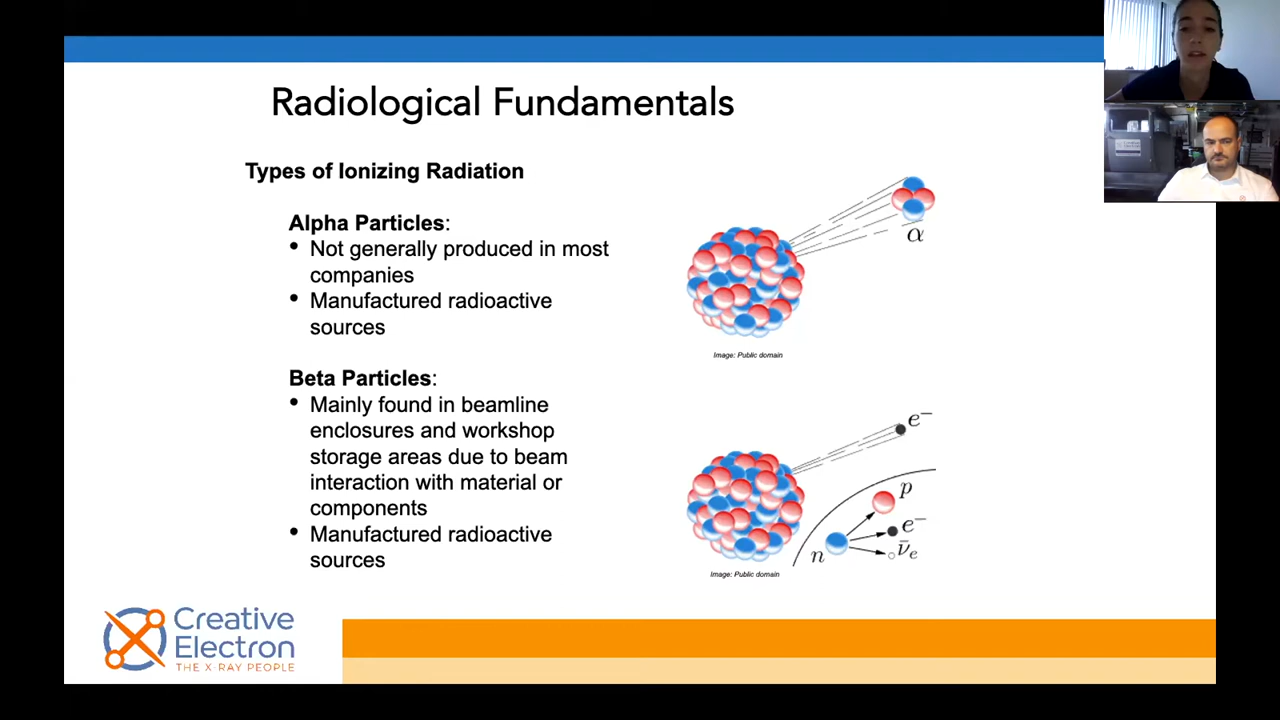 Radiological Fundamentals
Types of Ionizing Radiation
Alpha Particles:
• Not generally produced in most
companies
• Manufactured radioactive
sources
α
Image: Public domain
Beta Particles:
• Mainly found in beamline
enclosures and workshop
storage areas due to beam
interaction with material or
components
• Manufactured radioactive
sources
e⁻
p
e⁻
n
ν̄ₑ
Image: Public domain
Creative
Electron
THE X-RAY PEOPLE